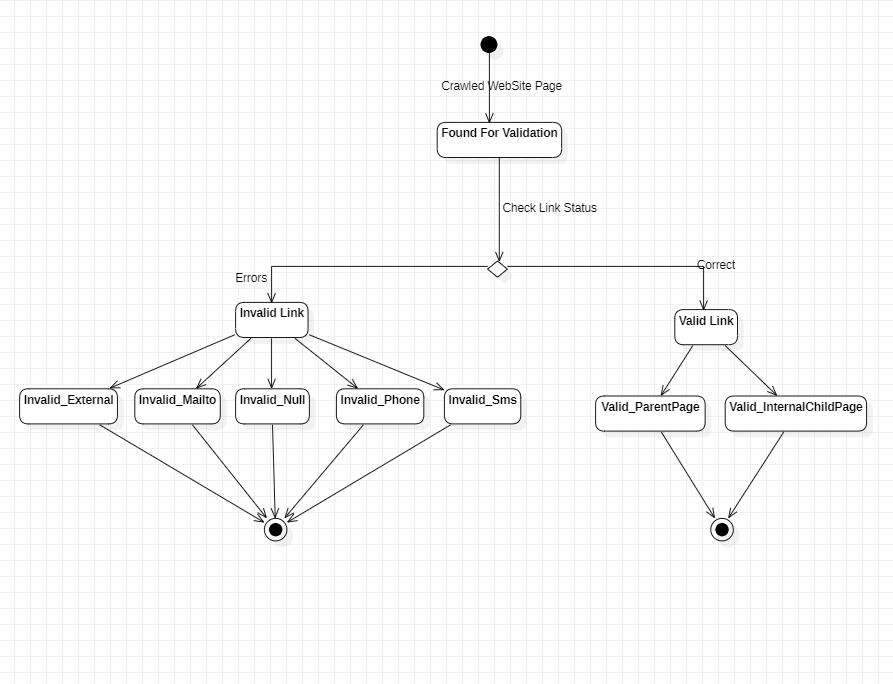 Crawled WebSite Page
Found For Validation
Check Link Status
Errors
Correct
Invalid Link
Valid Link
Invalid_External
Invalid_Mailto
Invalid_Null
Invalid_Phone
Invalid_Sms
Valid_ParentPage
Valid_InternalChildPage